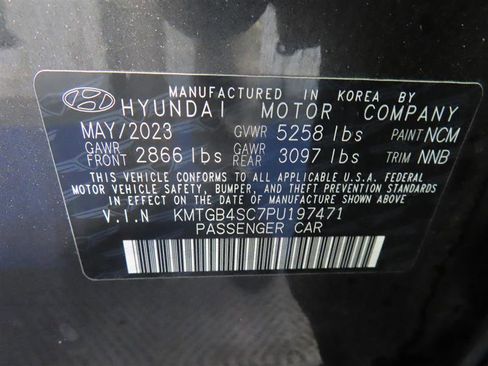 MANUFACTURED IN KOREA BY
HYUNDAI MOTOR COMPANY
MAY/2023 GVWR 5258 lbs PAINT NCM
GAWR FRONT 2866 lbs GAWR REAR 3097 lbs TRIM NNB
THIS VEHICLE CONFORMS TO ALL APPLICABLE U.S.A. FEDERAL
MOTOR VEHICLE SAFETY, BUMPER, AND THEFT PREVENTION STANDARDS
IN EFFECT ON THE DATE OF MANUFACTURE SHOWN ABOVE.
V.I.N KMTGB4SC7PU197471
PASSENGER CAR